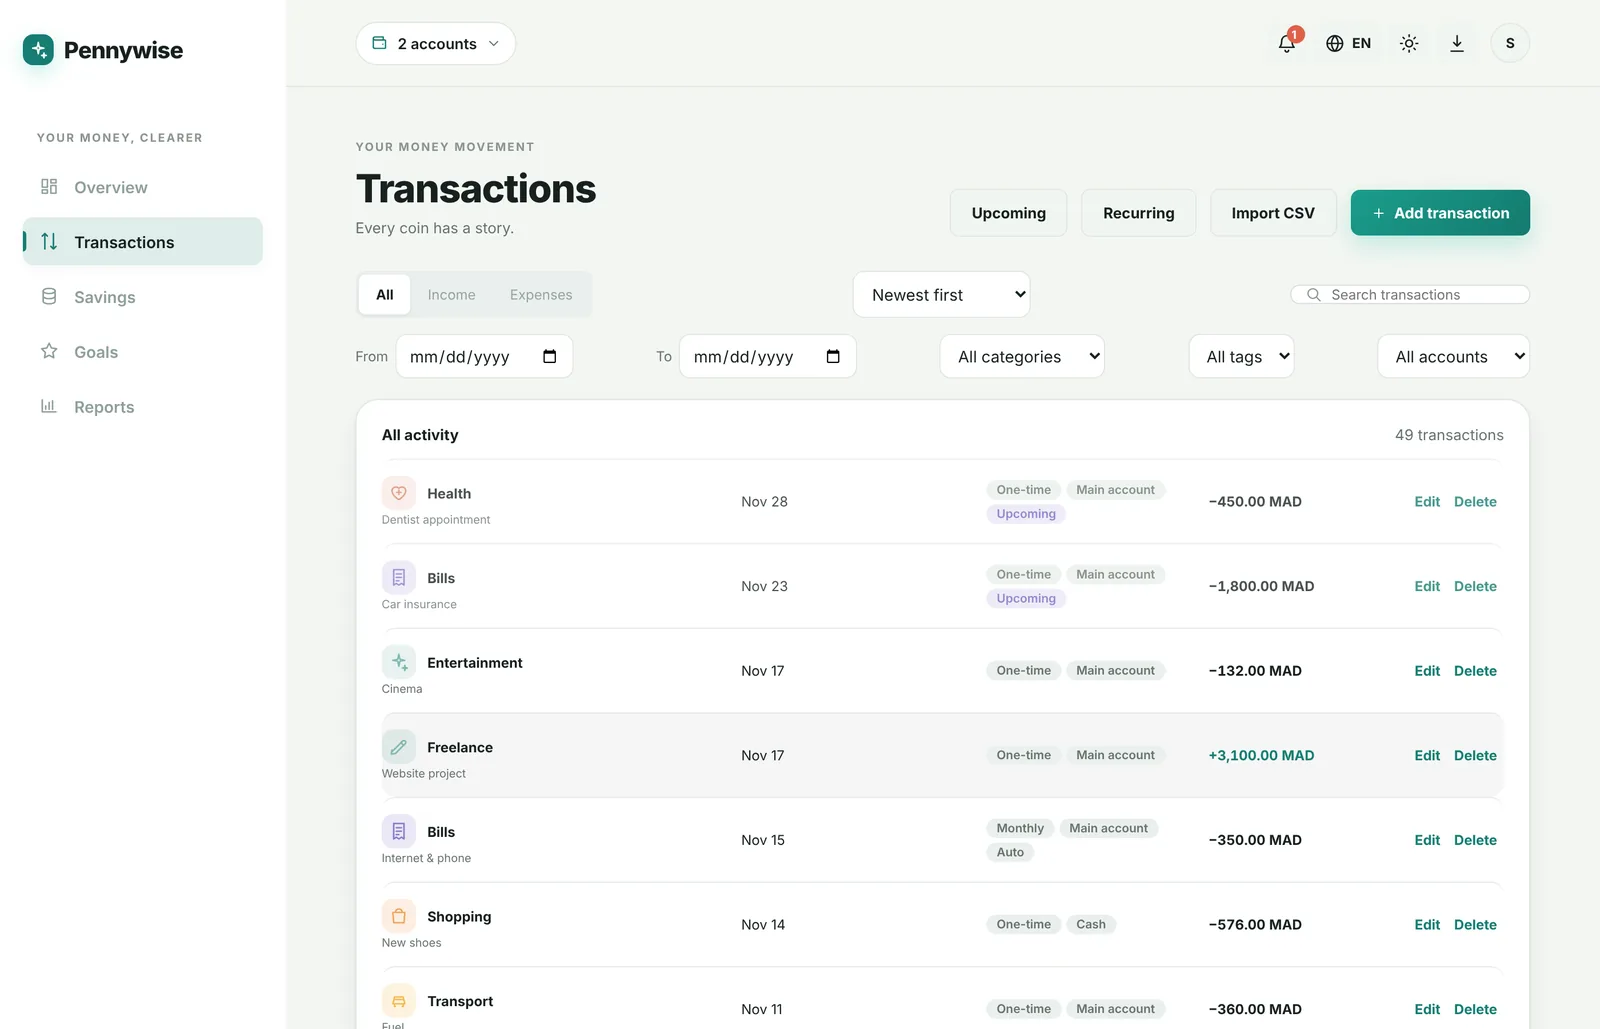 Pennywise
2 accounts
1
EN
S
YOUR MONEY, CLEARER
Overview
Transactions
Savings
Goals
Reports
YOUR MONEY MOVEMENT
Transactions
Every coin has a story.
Upcoming
Recurring
Import CSV
+ Add transaction
All
Income
Expenses
Newest first
Search transactions
From
mm/dd/yyyy
To
mm/dd/yyyy
All categories
All tags
All accounts
All activity
49 transactions
Health
Dentist appointment
Nov 28
One-time
Main account
Upcoming
−450.00 MAD
Edit
Delete
Bills
Car insurance
Nov 23
One-time
Main account
Upcoming
−1,800.00 MAD
Edit
Delete
Entertainment
Cinema
Nov 17
One-time
Main account
−132.00 MAD
Edit
Delete
Freelance
Website project
Nov 17
One-time
Main account
+3,100.00 MAD
Edit
Delete
Bills
Internet & phone
Nov 15
Monthly
Main account
Auto
−350.00 MAD
Edit
Delete
Shopping
New shoes
Nov 14
One-time
Cash
−576.00 MAD
Edit
Delete
Transport
Fuel
Nov 11
One-time
Main account
−360.00 MAD
Edit
Delete